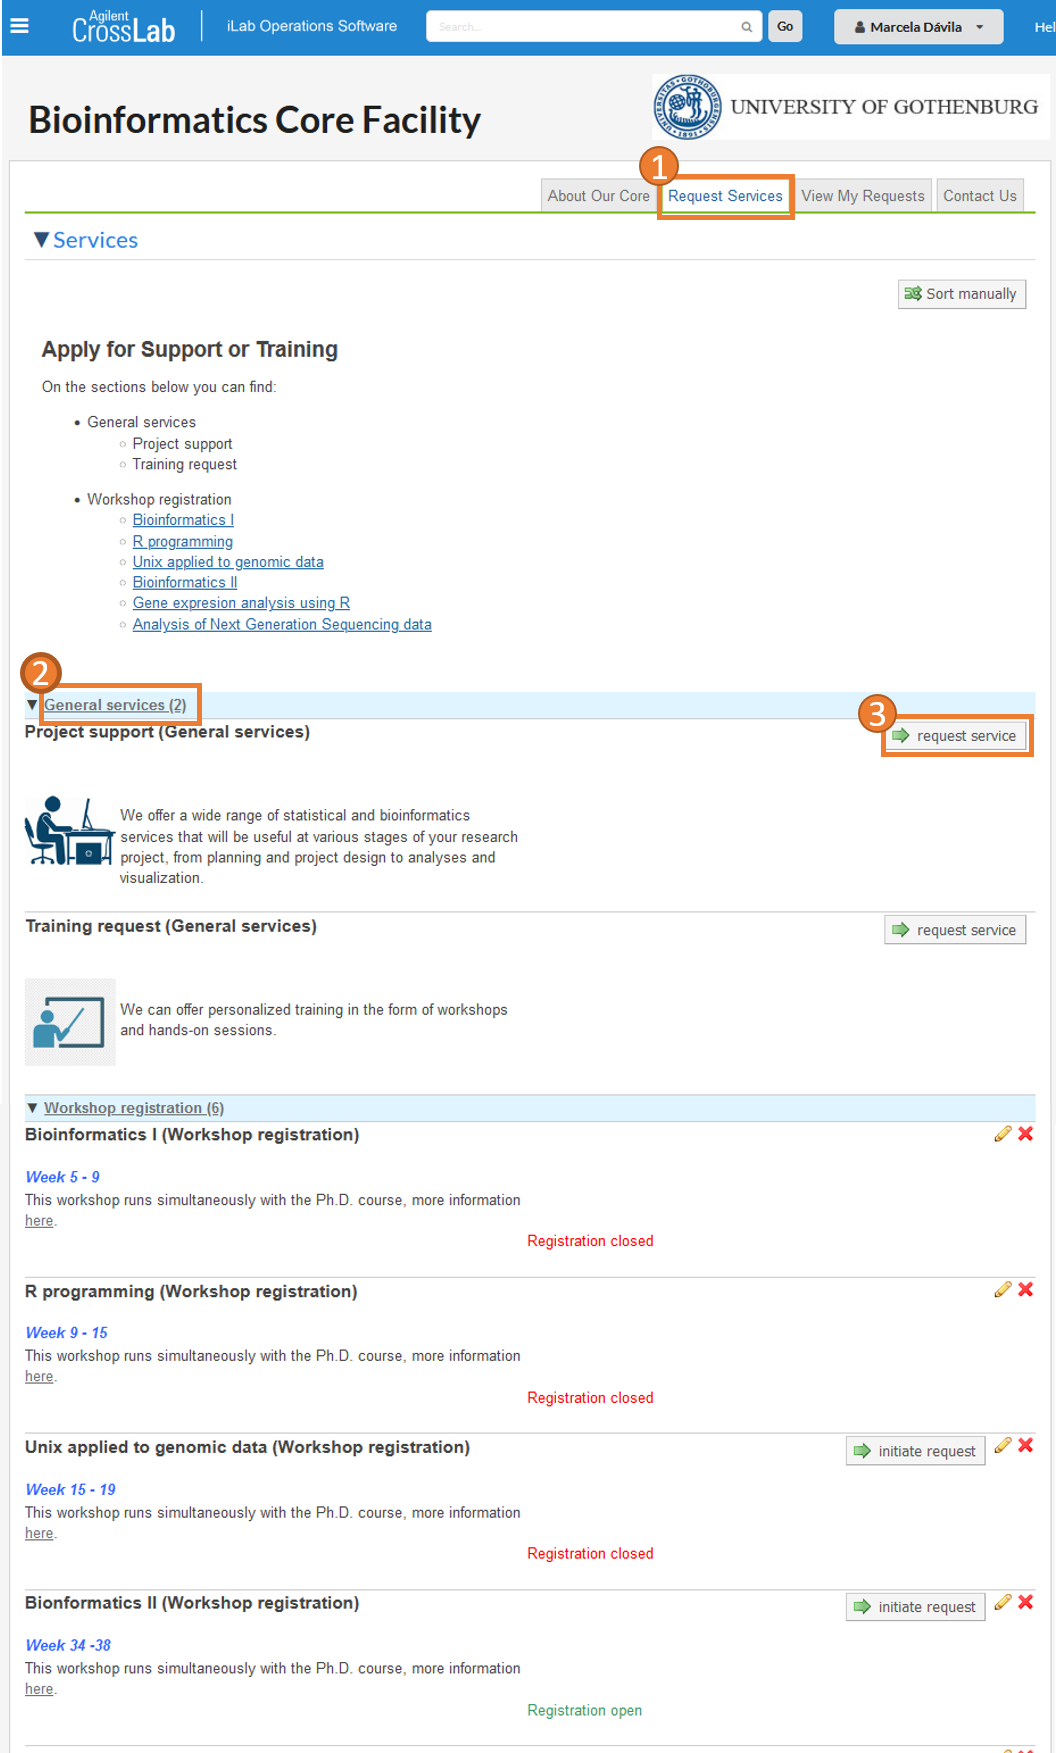 Agilent
CrossLab
iLab Operations Software
Search...
Go
Marcela Dávila
Hel
Bioinformatics Core Facility
UNIVERSITY OF GOTHENBURG
1
About Our Core
Request Services
View My Requests
Contact Us
Services
Sort manually
Apply for Support or Training
On the sections below you can find:
General services
Project support
Training request
Workshop registration
Bioinformatics I
R programming
Unix applied to genomic data
Bioinformatics II
Gene expresion analysis using R
Analysis of Next Generation Sequencing data
2
General services (2)
3
Project support (General services)
request service
We offer a wide range of statistical and bioinformatics
services that will be useful at various stages of your research
project, from planning and project design to analyses and
visualization.
Training request (General services)
request service
We can offer personalized training in the form of workshops
and hands-on sessions.
Workshop registration (6)
Bioinformatics I (Workshop registration)
Week 5 - 9
This workshop runs simultaneously with the Ph.D. course, more information
here.
Registration closed
R programming (Workshop registration)
Week 9 - 15
This workshop runs simultaneously with the Ph.D. course, more information
here.
Registration closed
Unix applied to genomic data (Workshop registration)
initiate request
Week 15 - 19
This workshop runs simultaneously with the Ph.D. course, more information
here.
Registration closed
Bionformatics II (Workshop registration)
initiate request
Week 34 -38
This workshop runs simultaneously with the Ph.D. course, more information
here.
Registration open